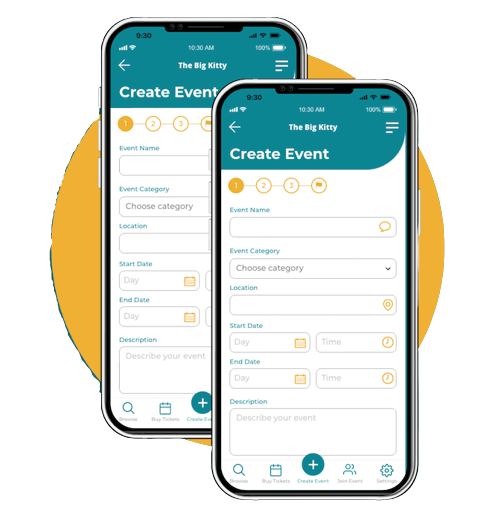 9:30
10:30 AM 100%
The Big Kitty
Create Event
1 2 3
Event Name
Event Category
Choose category
Location
Start Date
Day
End Date
Day
Description
Describe your event
Browse Buy Tickets Create Eve
9:30
10:30 AM 100%
The Big Kitty
Create Event
1 2 3
Event Name
Event Category
Choose category
Location
Start Date
Day Time
End Date
Day Time
Description
Describe your event
Browse Buy Tickets Create Event Join Event Settings